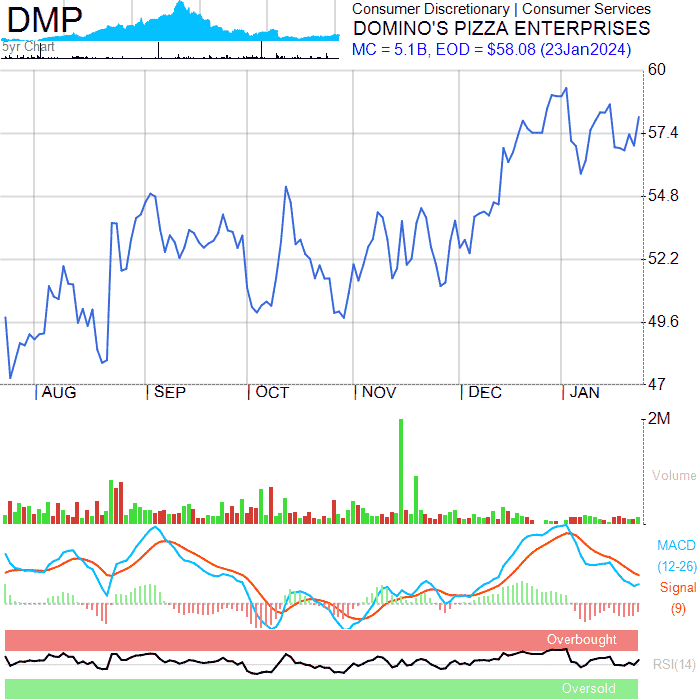 DMP
5yr Chart
Consumer Discretionary | Consumer Services
DOMINO'S PIZZA ENTERPRISES
MC = 5.1B, EOD = $58.08 (23Jan2024)
60
57.4
54.8
52.2
49.6
47
AUG SEP OCT NOV DEC JAN
2M
Volume
MACD
(12-26)
Signal
(9)
Overbought
RSI(14)
Oversold